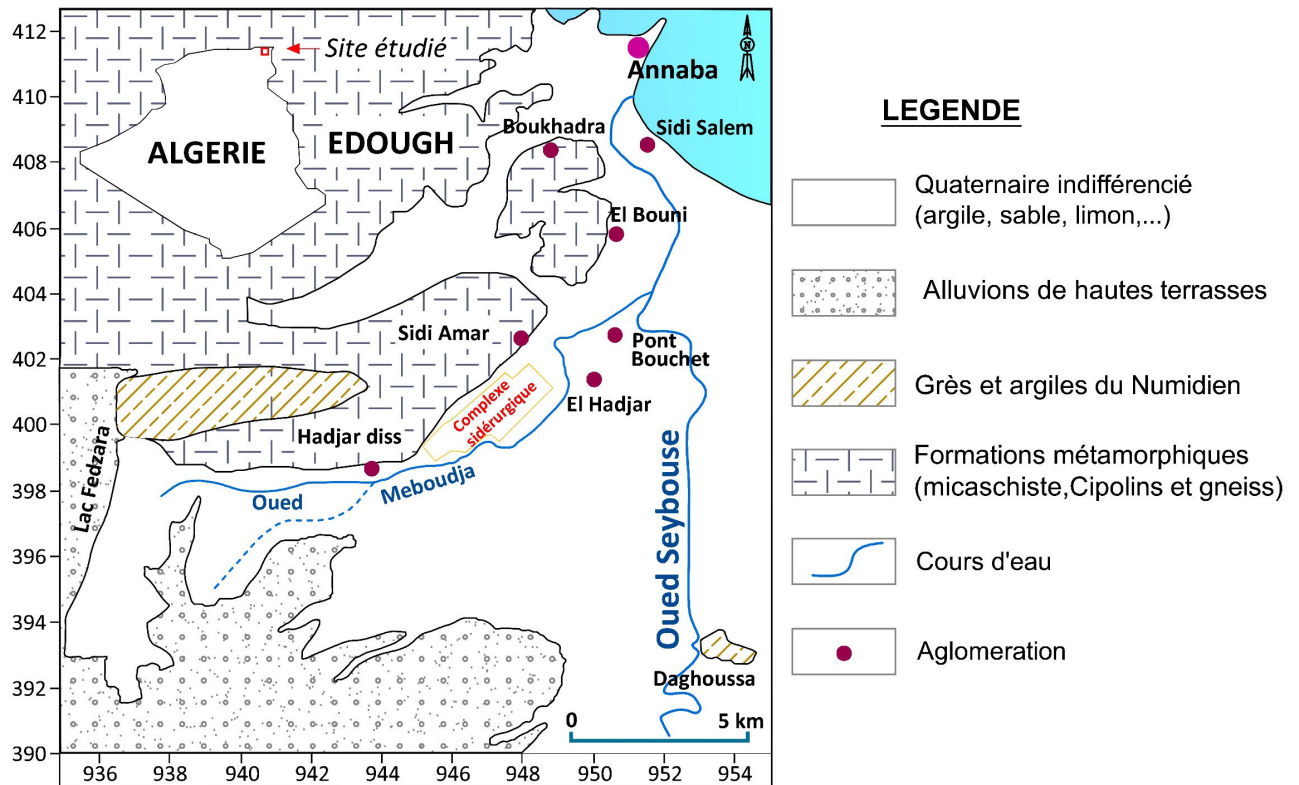 412
410
408
406
404
402
400
398
396
394
392
390
936
938
940
942
944
946
948
950
952
954
Site étudié
ALGERIE
EDOUGH
N
Annaba
Boukhadra
Sidi Salem
El Bouni
Sidi Amar
Pont
Bouchet
El Hadjar
Complexe
sidérurgique
Hadjar diss
Lac Fedzara
Oued
Meboudja
Oued Seybouse
Daghoussa
0
5 km
LEGENDE
Quaternaire indifférencié
(argile, sable, limon,...)
Alluvions de hautes terrasses
Grès et argiles du Numidien
Formations métamorphiques
(micaschiste,Cipolins et gneiss)
Cours d'eau
Aglomeration